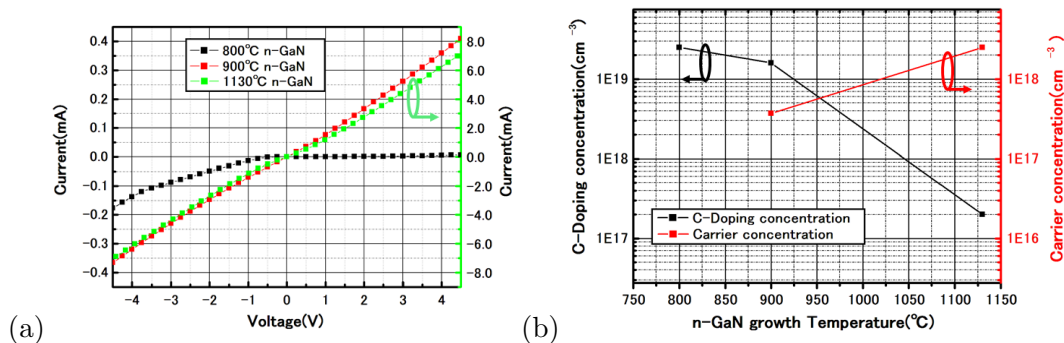 0.4
0.3
0.2
0.1
0.0
-0.1
-0.2
-0.3
-0.4
Current(mA)
800℃ n-GaN
900℃ n-GaN
1130℃ n-GaN
8.0
6.0
4.0
2.0
0.0
-2.0
-4.0
6.0
-8.0
Current(mA)
-4 -3 -2 -1 0 1 2 3 4
Voltage(V)
(a)
C-Doping concentration(cm⁻³)
1E19
1E18
1E17
C-Doping concentration
Carrier concentration
1E18
1E17
1E16
Carrier concentration(cm⁻³)
750 800 850 900 950 1000 1050 1100 1150
n-GaN growth Temperature(℃)
(b)